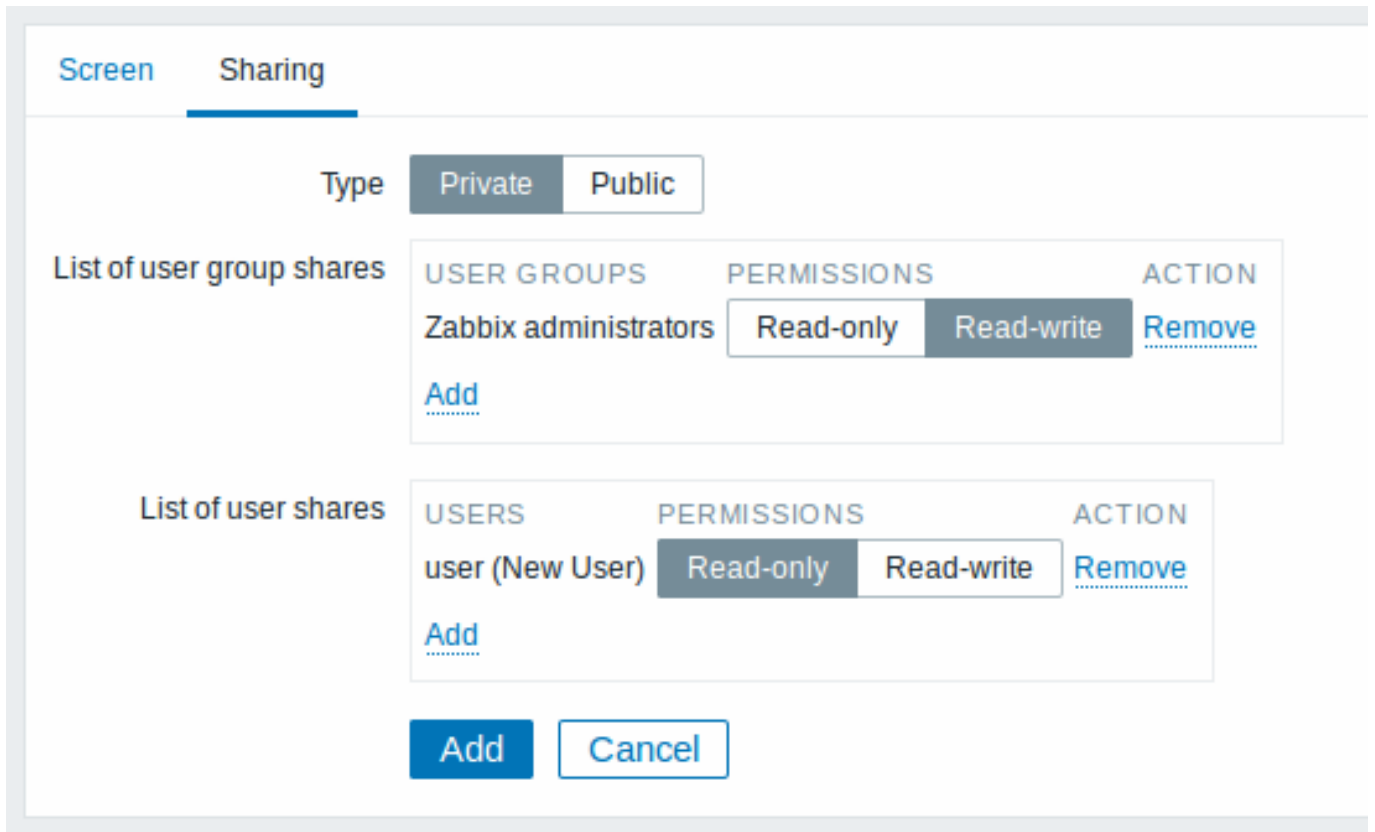 Screen Sharing
Type Private Public
List of user group shares USER GROUPS PERMISSIONS ACTION
Zabbix administrators Read-only Read-write Remove
Add
List of user shares USERS PERMISSIONS ACTION
user (New User) Read-only Read-write Remove
Add
Add Cancel